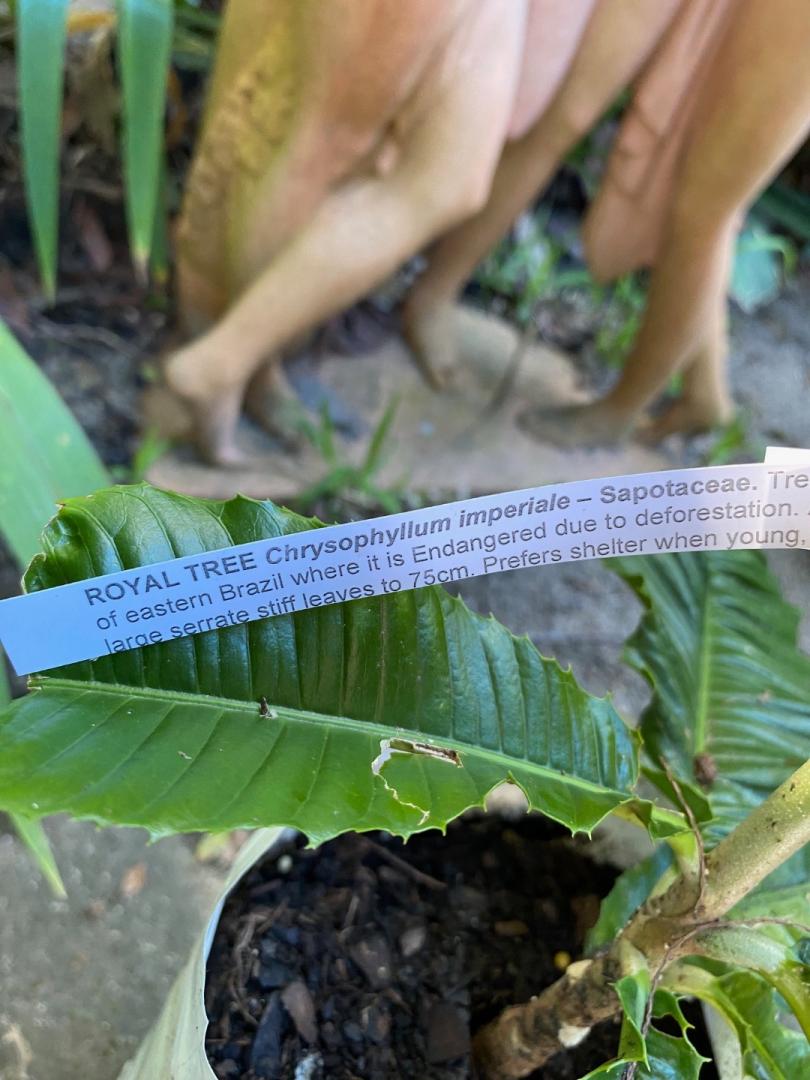 ROYAL TREE Chrysophyllum imperiale – Sapotaceae. Tre
of eastern Brazil where it is Endangered due to deforestation.
large serrate stiff leaves to 75cm. Prefers shelter when young,